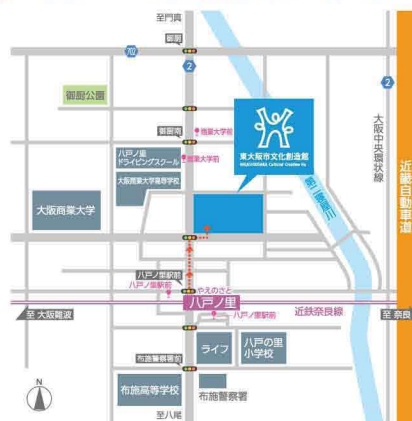 至門真
御厨
702
2
御厨公園
2
商業大学前
御厨南
東大阪市文化創造館
HIGASHIOSAKA Cultural Creation Hall
八戸ノ里
ドライビングスクール
商業大学前
大阪商業大学高等学校
大阪中央環状線
近畿自動車道
大阪商業大学
第二寝屋川
八戸ノ里駅前
八戸ノ里駅前
やえのさと
八戸ノ里
八戸ノ里駅前
近鉄奈良線
至 大阪難波
至 奈良
ライフ
八戸の里
小学校
布施警察署前
布施高等学校
布施警察署
N
至八尾